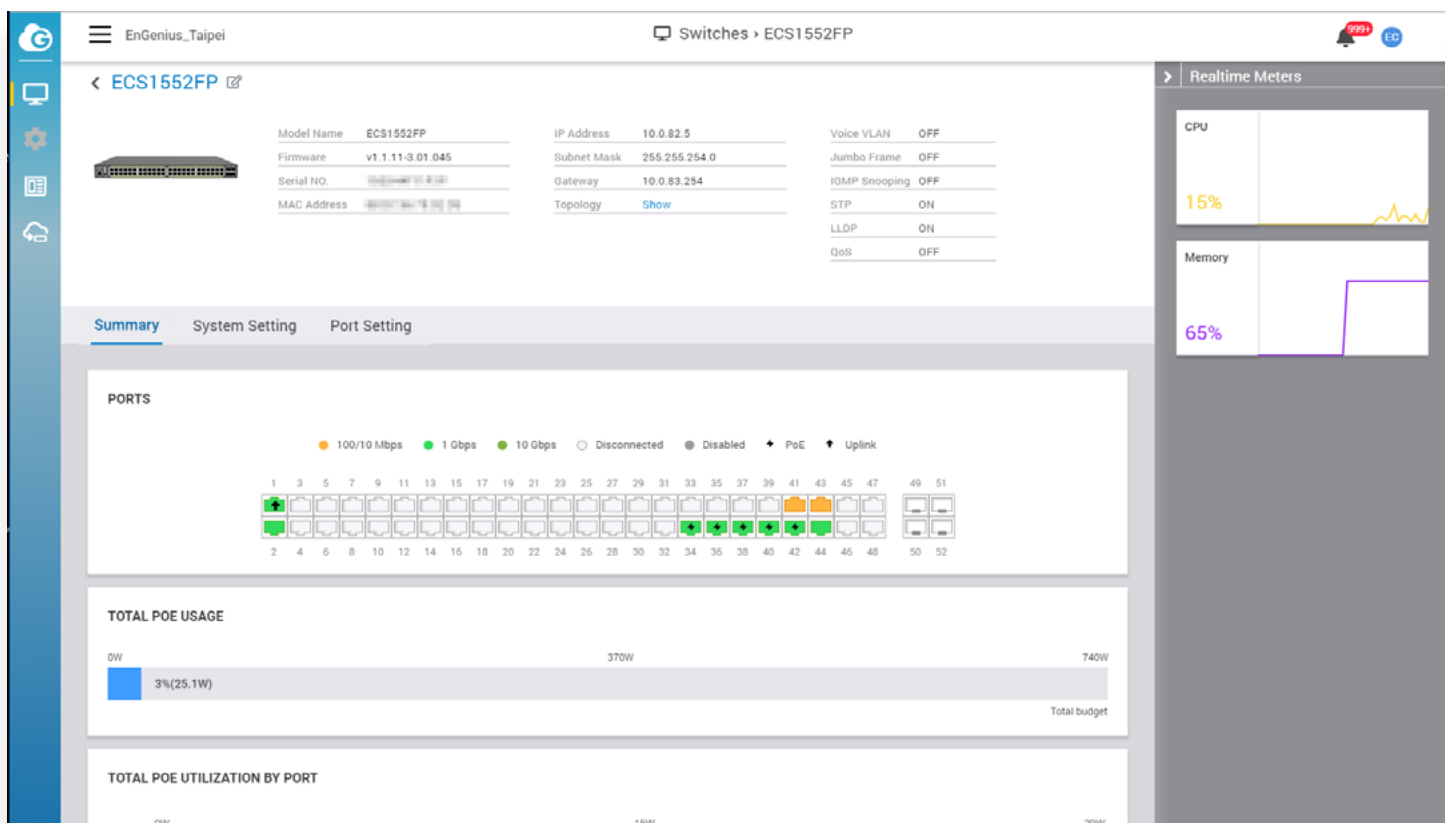 EnGenius_Taipei
Switches › ECS1552FP
999+
EC
ECS1552FP
Model Name ECS1552FP
Firmware v1.1.11-3.01.045
Serial NO.
MAC Address
IP Address 10.0.82.5
Subnet Mask 255.255.254.0
Gateway 10.0.83.254
Topology Show
Voice VLAN OFF
Jumbo Frame OFF
IGMP Snooping OFF
STP ON
LLDP ON
QoS OFF
Realtime Meters
CPU
15%
Memory
65%
Summary System Setting Port Setting
PORTS
100/10 Mbps 1 Gbps 10 Gbps Disconnected Disabled PoE Uplink
1 3 5 7 9 11 13 15 17 19 21 23 25 27 29 31 33 35 37 39 41 43 45 47 49 51
2 4 6 8 10 12 14 16 18 20 22 24 26 28 30 32 34 36 38 40 42 44 46 48 50 52
TOTAL POE USAGE
0W 370W 740W
3%(25.1W)
Total budget
TOTAL POE UTILIZATION BY PORT
0W 15W